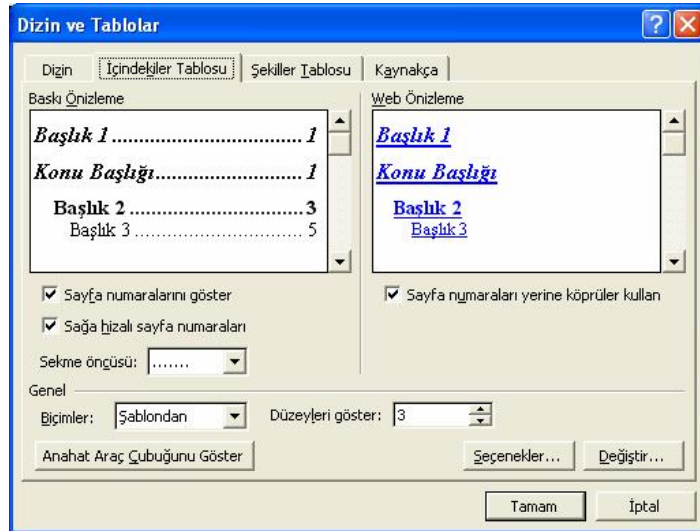 Dizin ve Tablolar
Dizin İçindekiler Tablosu Şekiller Tablosu Kaynakça
Baskı Önizleme
Başlık 1 ........................... 1
Konu Başlığı .................... 1
Başlık 2 ........................ 3
Başlık 3 ........................ 5
Web Önizleme
Başlık 1
Konu Başlığı
Başlık 2
Başlık 3
Sayfa numaralarını göster
Sağa hizalı sayfa numaraları
Sayfa numaraları yerine köprüler kullan
Sekme öncüsü: .......
Genel
Biçimler: Şablondan Düzeyleri göster: 3
Anahat Araç Çubuğunu Göster Seçenekler... Değiştir...
Tamam İptal